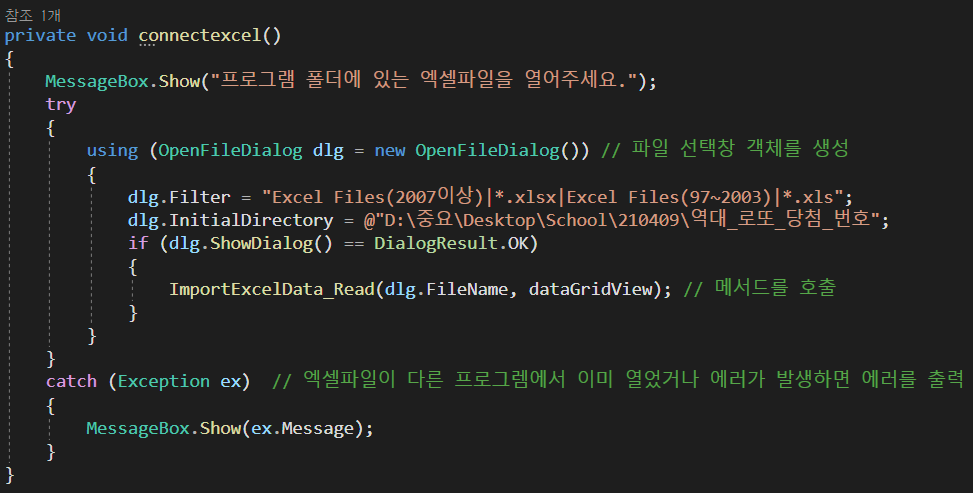 참조 1개
private void connectexcel()
{
    MessageBox.Show("프로그램 폴더에 있는 엑셀파일을 열어주세요.");
    try
    {
        using (OpenFileDialog dlg = new OpenFileDialog()) // 파일 선택창 객체를 생성
        {
            dlg.Filter = "Excel Files(2007이상)|*.xlsx|Excel Files(97~2003)|*.xls";
            dlg.InitialDirectory = @"D:\중요\Desktop\School\210409\역대_로또_당첨_번호";
            if (dlg.ShowDialog() == DialogResult.OK)
            {
                ImportExcelData_Read(dlg.FileName, dataGridView); // 메서드를 호출
            }
        }
    }
    catch (Exception ex)  // 엑셀파일이 다른 프로그렘에서 이미 열었거나 에러가 발생하면 에러를 출력
    {
        MessageBox.Show(ex.Message);
    }
}